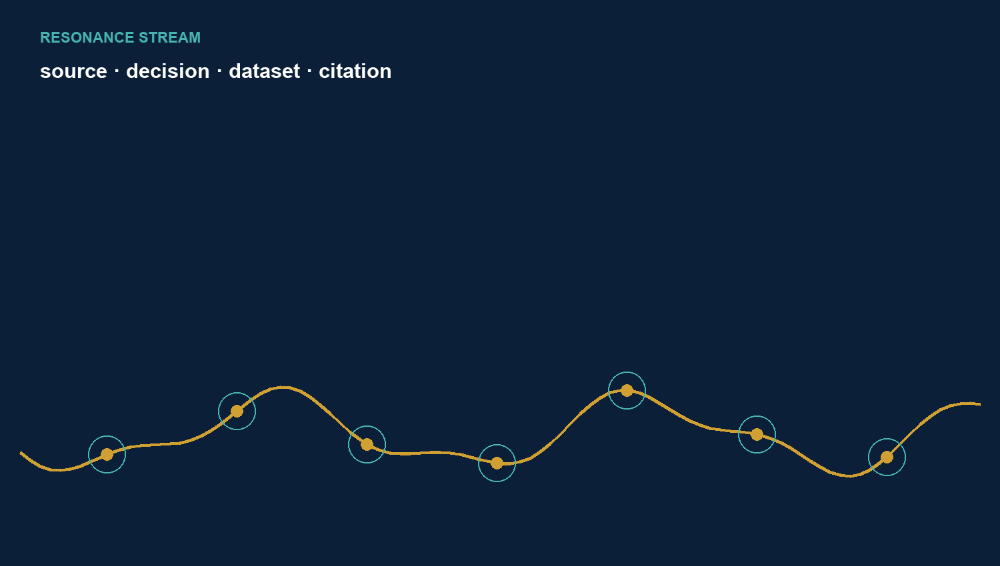 RESONANCE STREAM
source · decision · dataset · citation